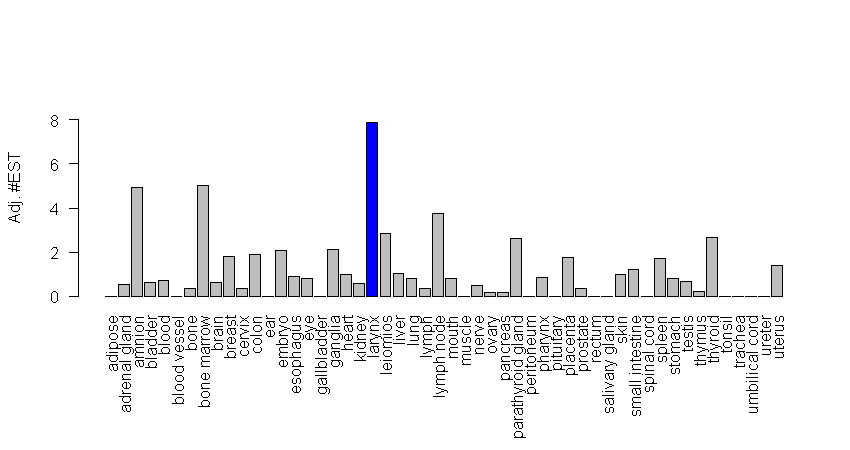 Adj. #EST
8
6
4
2
0
adipose
adrenal gland
amnion
bladder
blood
blood vessel
bone
bone marrow
brain
breast
cervix
colon
ear
embryo
esophagus
eye
gallbladder
ganglia
heart
kidney
larynx
leiomios
liver
lung
lymph
lymph node
mouth
muscle
nerve
ovary
pancreas
parathyroid gland
peritoneum
pharynx
pituitary
placenta
prostate
rectum
salivary gland
skin
small intestine
spinal cord
spleen
stomach
testis
thymus
thyroid
tonsil
trachea
umbilical cord
ureter
uterus